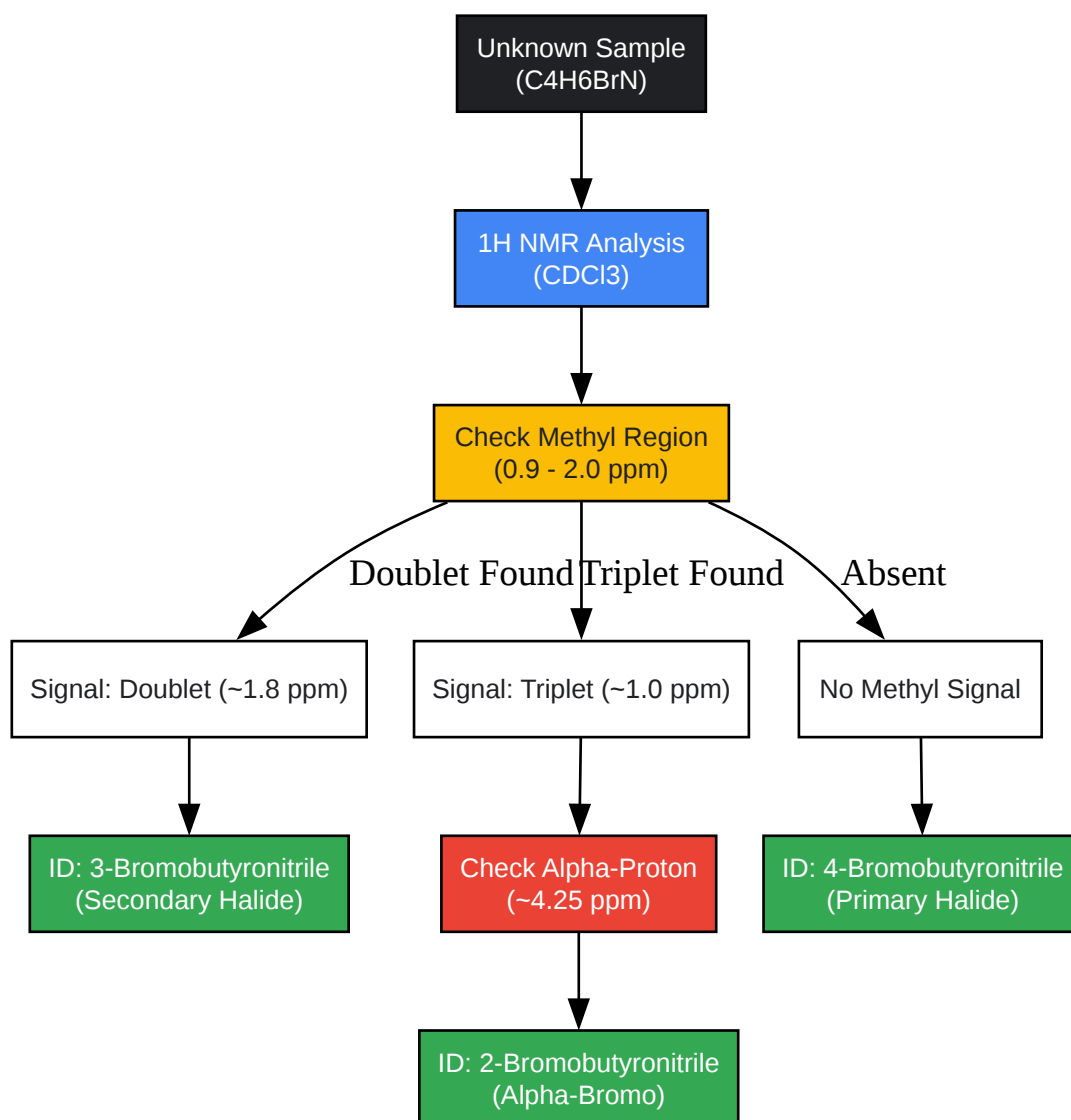 Unknown Sample
(C4H6BrN)
1H NMR Analysis
(CDCl3)
Check Methyl Region
(0.9 - 2.0 ppm)
Doublet Found
Triplet Found
Absent
Signal: Doublet (~1.8 ppm)
Signal: Triplet (~1.0 ppm)
No Methyl Signal
ID: 3-Bromobutyronitrile
(Secondary Halide)
Check Alpha-Proton
(~4.25 ppm)
ID: 4-Bromobutyronitrile
(Primary Halide)
ID: 2-Bromobutyronitrile
(Alpha-Bromo)